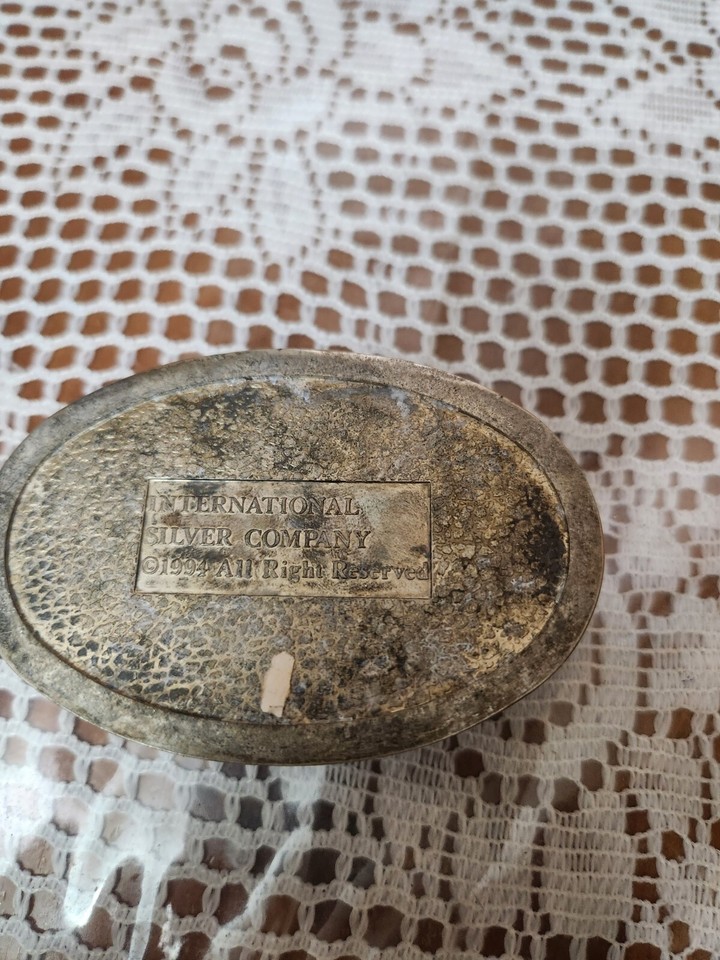 INTERNATIONAL
SILVER COMPANY
©1994 All Right Reserved